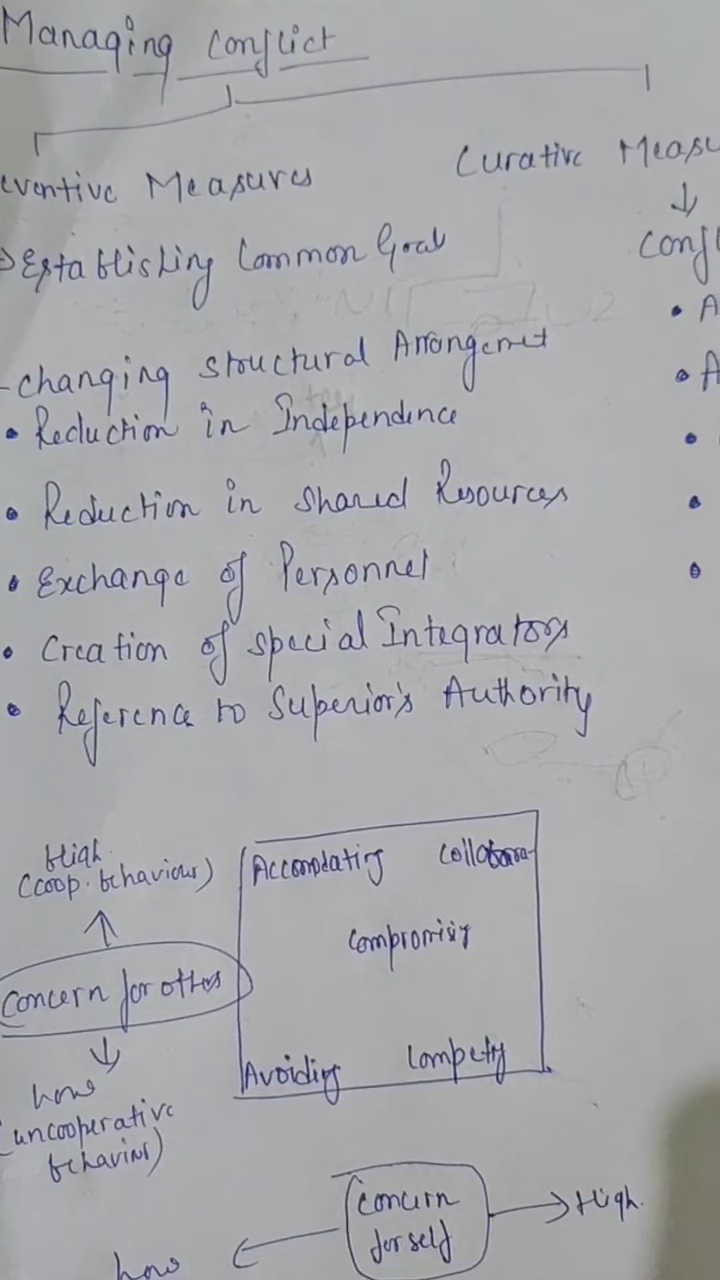 Managing Conflict
eventive Measures
Curative Measu
Establishing Common Goal
Confl
- Changing Structural Arrangement
• A
• Reduction in Independence
• A
• Reduction in Shared Resources
• Exchange of Personnel
• Creation of Special Integrators
• Reference to Superior's Authority
High
(coop. behaviour)
Accomodating
Compromising
Concern for others
Avoiding
Competing
Low
uncooperative
behaviour)
Concern
for self
High
Low